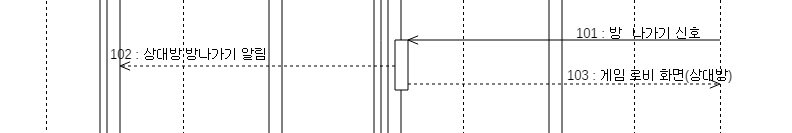 101 : 방 나가기 신호
102 : 상대방방나가기 알림
103 : 게임 로비 화면(상대방)